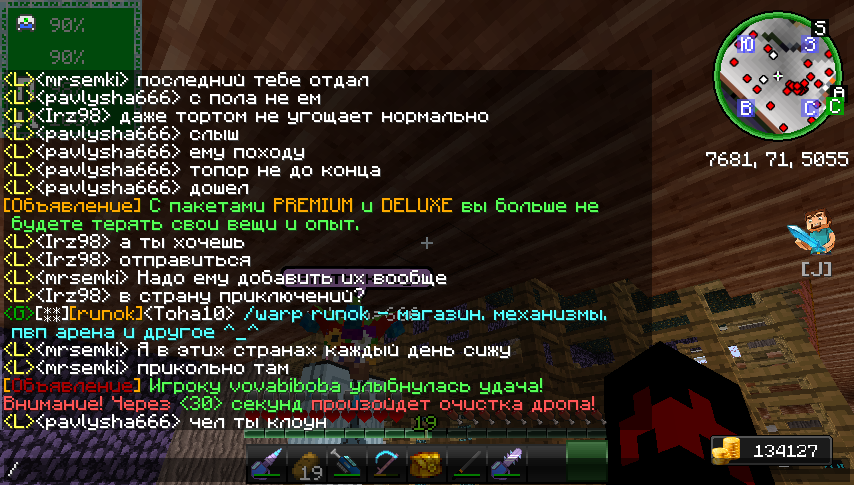 90%
90%
<L><mrsemki> последний тебе отдал
<L><pavlysha666> с пола не ем
<L><Irz98> даже тортом не угощает нормально
<L><pavlysha666> слыш
<L><pavlysha666> ему походу
<L><pavlysha666> топор не до конца
<L><pavlysha666> дошел
[Объявление] С пакетами PREMIUM и DELUXE вы больше не
будете терять свои вещи и опыт.
<L><Irz98> а ты хочешь
<L><Irz98> отправиться
<L><mrsemki> Надо ему добавить их вообще
<L><Irz98> в страну приключений?
<G>[**][runok]<Toha10> /warp runok - магазин, механизмы,
пвп арена и другое ^_^
<L><mrsemki> Я в этих странах каждый день сижу
<L><mrsemki> прикольно там
[Объявление] Игроку vovabiboba улыбнулась удача!
Внимание! Через <30> секунд произойдет очистка дропа!
<L><pavlysha666> чел ты клоун
19
19
/
S
Ю З
A
В С C
7681, 71, 5055
[J]
134127